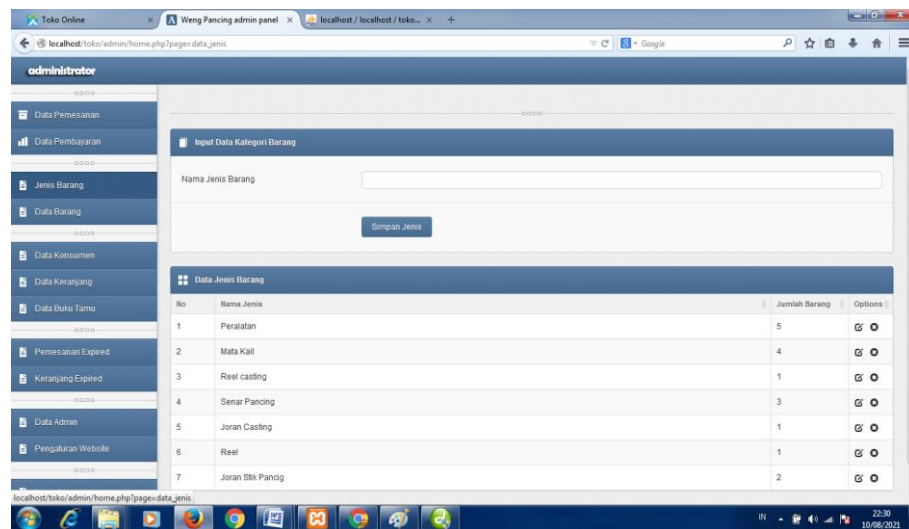 Toko Online
Weng Pancing admin panel
localhost / localhost / toko...
localhost/toko/admin/home.php?page=data_jenis
Google
administrator
Data Pemesanan
Data Pembayaran
Jenis Barang
Data Barang
Data Konsumen
Data Keranjang
Data Buku Tamu
Pemesanan Expired
Keranjang Expired
Data Admin
Pengaturan Website
Input Data Kategori Barang
Nama Jenis Barang
Simpan Jenis
Data Jenis Barang
No Nama Jenis Jumlah Barang Options
1 Peralatan 5
2 Mata Kail 4
3 Reel casting 1
4 Senar Pancing 3
5 Joran Casting 1
6 Reel 1
7 Joran Stik Pancig 2
localhost/toko/admin/home.php?page=data_jenis
IN
22:30
10/08/2021